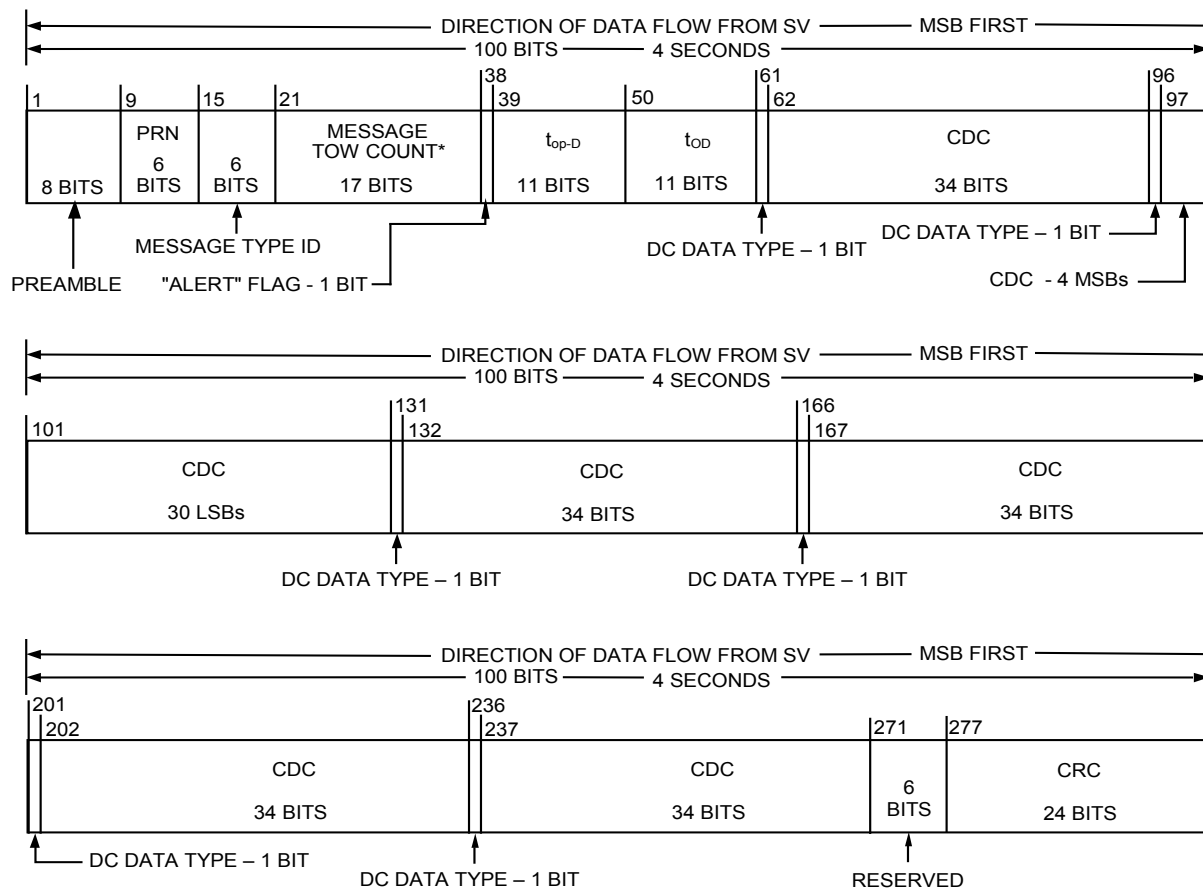 DIRECTION OF DATA FLOW FROM SV MSB FIRST
100 BITS 4 SECONDS
38 61 96
1 9 15 21 39 50 62 97
PRN MESSAGE
TOW COUNT* top-D tOD CDC
6 6
8 BITS BITS BITS 17 BITS 11 BITS 11 BITS 34 BITS
MESSAGE TYPE ID DC DATA TYPE – 1 BIT DC DATA TYPE – 1 BIT
PREAMBLE "ALERT" FLAG - 1 BIT CDC - 4 MSBs
DIRECTION OF DATA FLOW FROM SV MSB FIRST
100 BITS 4 SECONDS
131 166
101 132 167
CDC CDC CDC
30 LSBs 34 BITS 34 BITS
DC DATA TYPE – 1 BIT DC DATA TYPE – 1 BIT
DIRECTION OF DATA FLOW FROM SV MSB FIRST
100 BITS 4 SECONDS
201 236
202 237 271 277
CDC CDC CRC
6
34 BITS 34 BITS BITS 24 BITS
DC DATA TYPE – 1 BIT
DC DATA TYPE – 1 BIT RESERVED